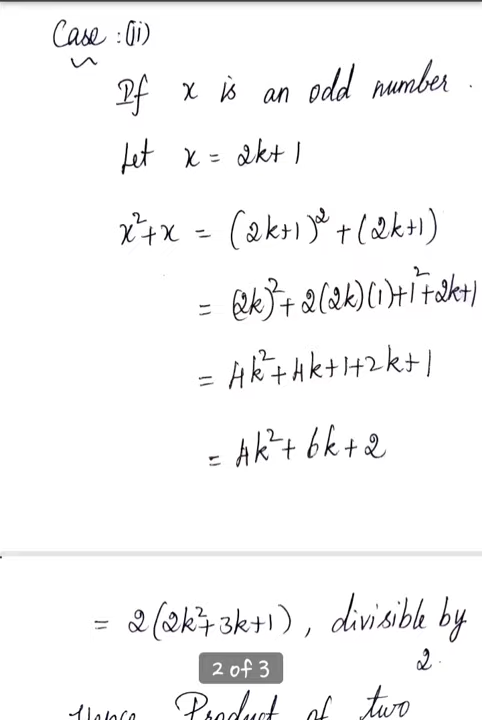 Case : (ii)
If x is an odd number.
Let x = 2k+1
x²+x = (2k+1)² + (2k+1)
= (2k)² + 2(2k)(1)+1²+2k+1
= 4k²+4k+1+2k+1
= 4k²+6k+2
= 2(2k²+3k+1), divisible by
2.
2 of 3
Hence Product of two